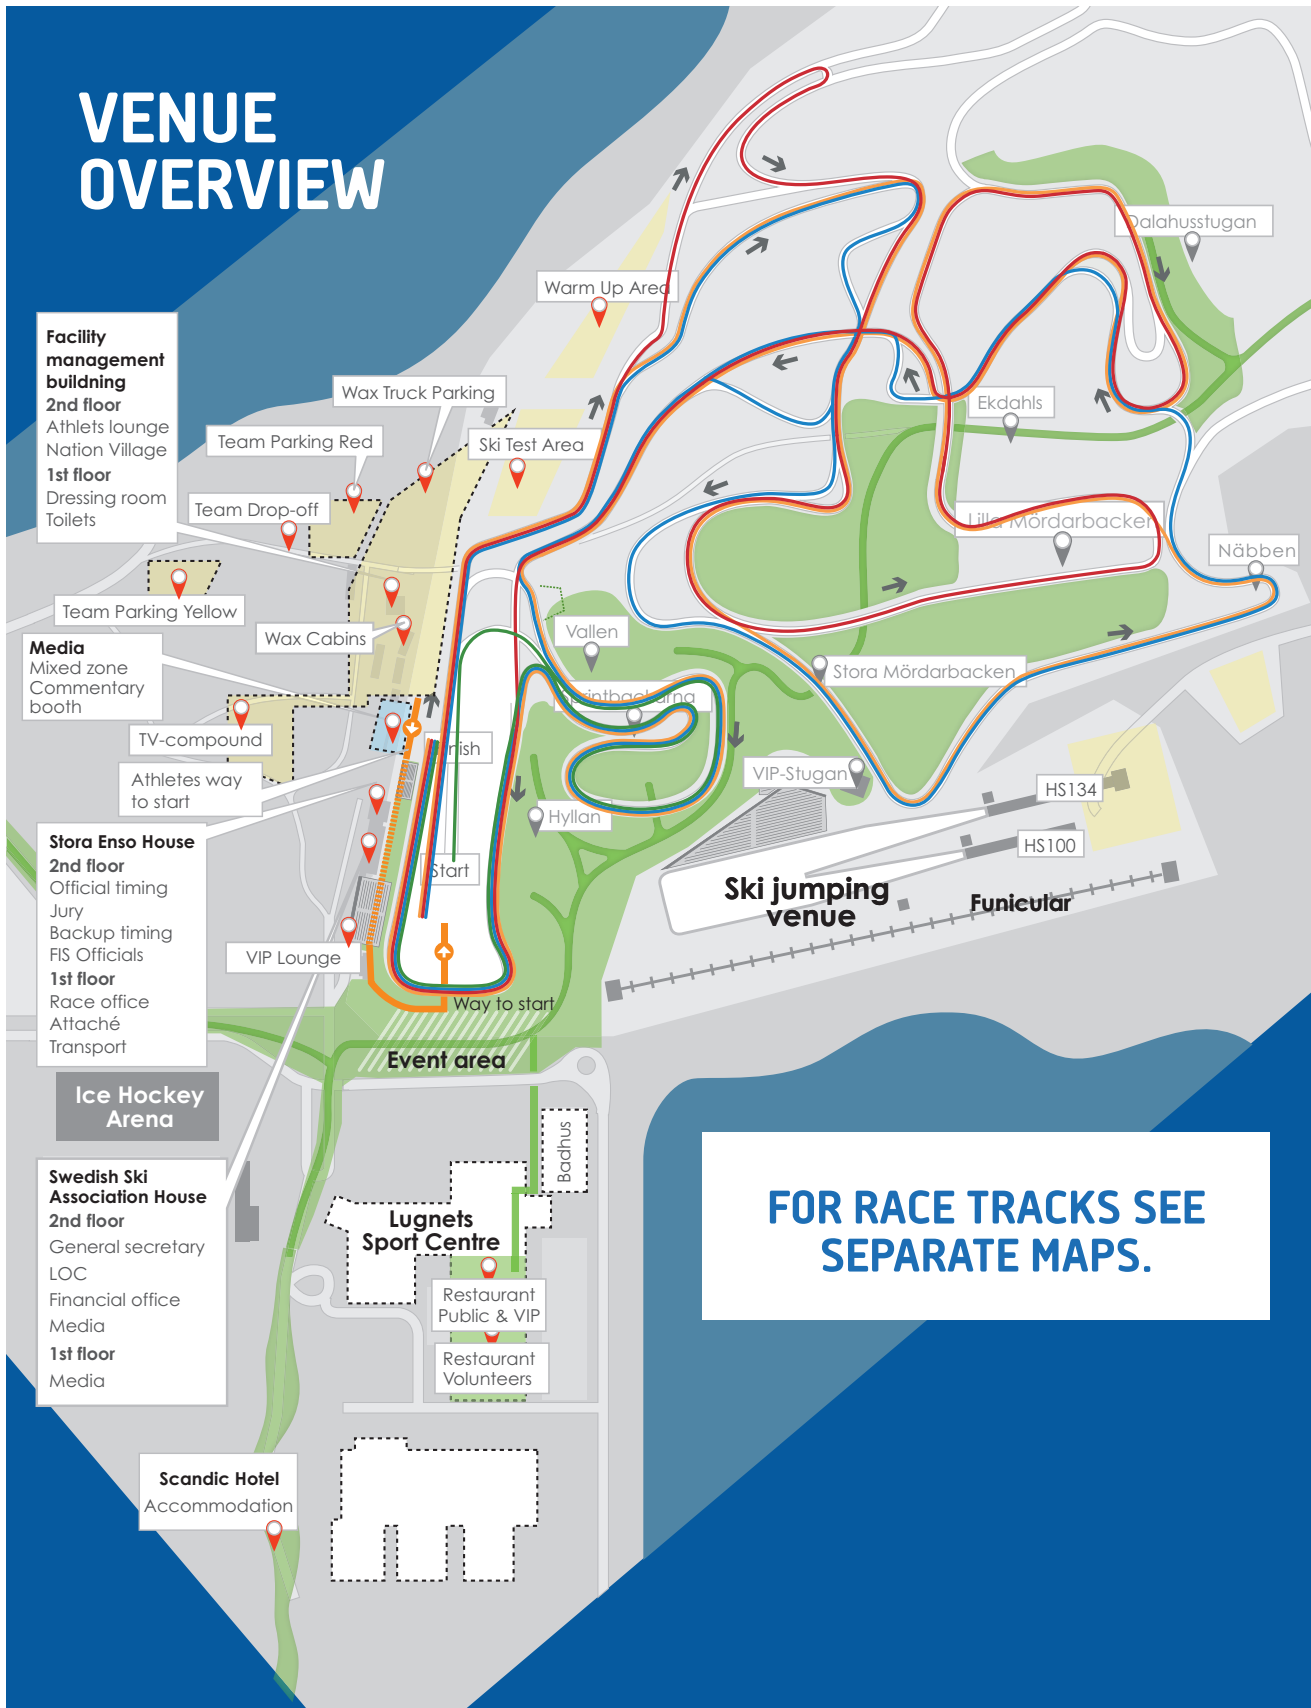 VENUE
OVERVIEW
Dalahusstugan
Warm Up Area
Facility
management
buildning
2nd floor
Athlets lounge
Nation Village
1st floor
Dressing room
Toilets
Wax Truck Parking
Ekdahls
Team Parking Red
Ski Test Area
Team Drop-off
Lilla Mördarbacken
Näbben
Team Parking Yellow
Wax Cabins
Vallen
Media
Mixed zone
Commentary
booth
Stora Mördarbacken
Sprintbackarna
TV-compound
Finish
VIP-Stugan
Athletes way
to start
HS134
Hyllan
HS100
Stora Enso House
2nd floor
Official timing
Jury
Backup timing
FIS Officials
1st floor
Race office
Attaché
Transport
Start
Ski jumping
venue
Funicular
VIP Lounge
Way to start
Event area
Ice Hockey
Arena
Badhus
Swedish Ski
Association House
2nd floor
General secretary
LOC
Financial office
Media
1st floor
Media
Lugnets
Sport Centre
FOR RACE TRACKS SEE
SEPARATE MAPS.
Restaurant
Public & VIP
Restaurant
Volunteers
Scandic Hotel
Accommodation